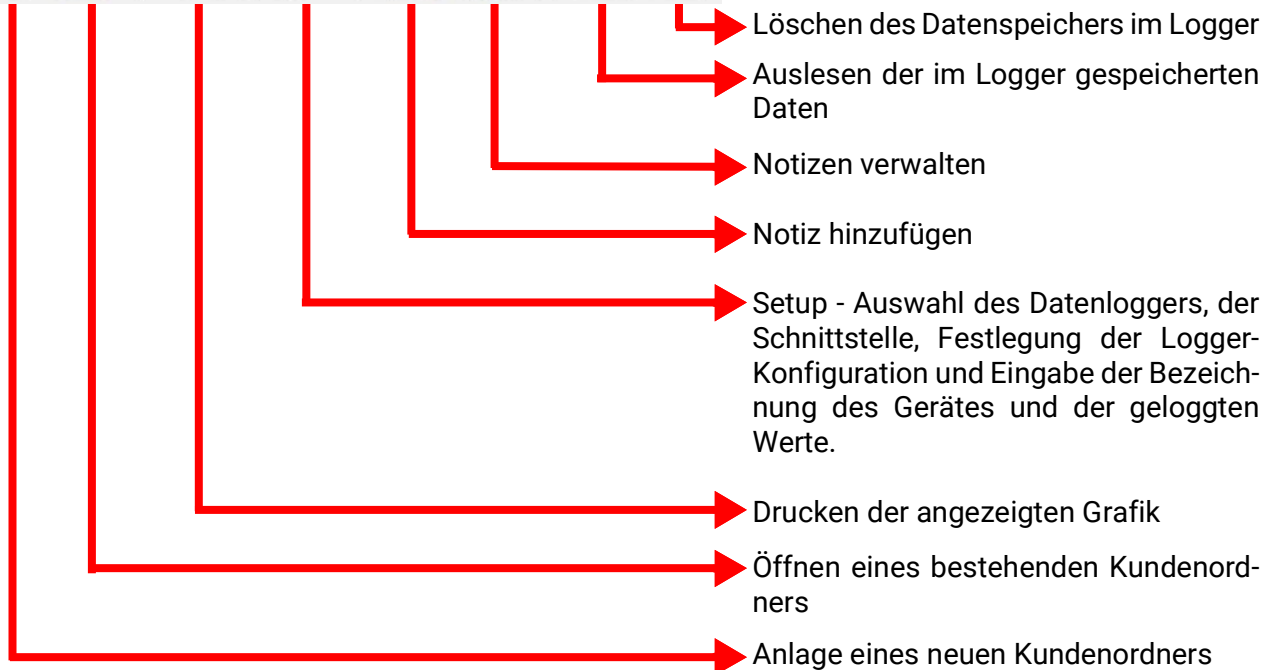 Löschen des Datenspeichers im Logger
Auslesen der im Logger gespeicherten
Daten
Notizen verwalten
Notiz hinzufügen
Setup - Auswahl des Datenloggers, der
Schnittstelle, Festlegung der Logger-
Konfiguration und Eingabe der Bezeich-
nung des Gerätes und der geloggten
Werte.
Drucken der angezeigten Grafik
Öffnen eines bestehenden Kundenord-
ners
Anlage eines neuen Kundenordners